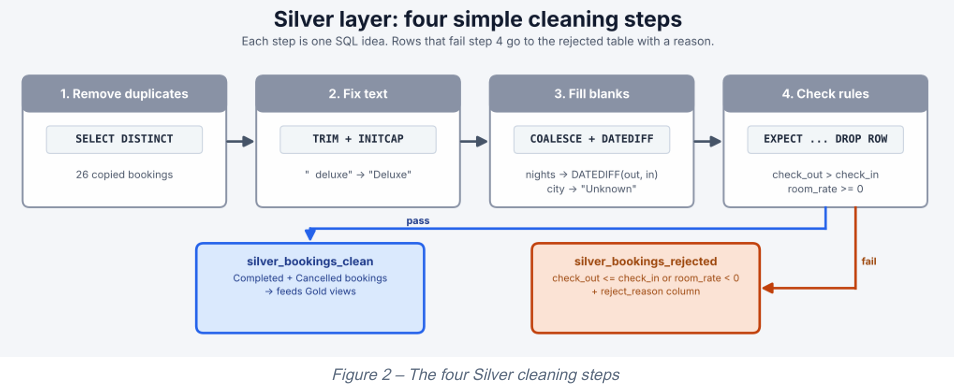 Silver layer: four simple cleaning steps
Each step is one SQL idea. Rows that fail step 4 go to the rejected table with a reason.
1. Remove duplicates
SELECT DISTINCT
26 copied bookings
2. Fix text
TRIM + INITCAP
"  deluxe" → "Deluxe"
3. Fill blanks
COALESCE + DATEDIFF
nights → DATEDIFF(out, in)
city → "Unknown"
4. Check rules
EXPECT ... DROP ROW
check_out > check_in
room_rate >= 0
pass
fail
silver_bookings_clean
Completed + Cancelled bookings
→ feeds Gold views
silver_bookings_rejected
check_out <= check_in or room_rate < 0
+ reject_reason column
Figure 2 – The four Silver cleaning steps